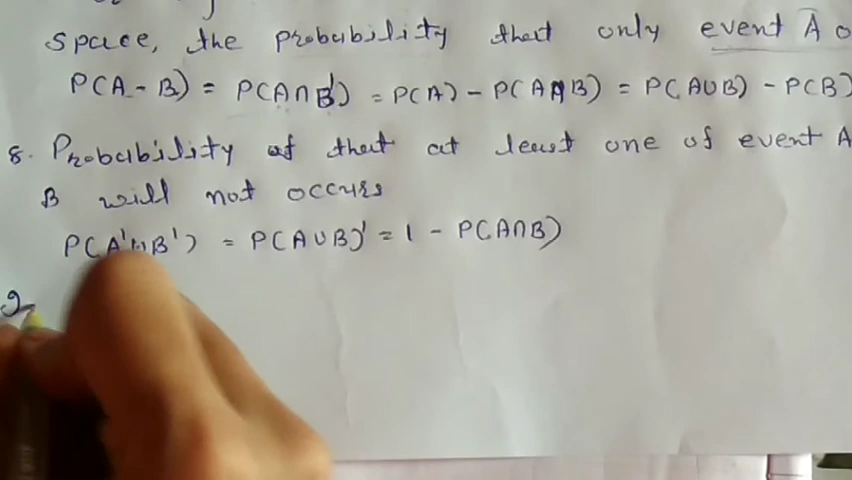 space, the probability that only event A o
P(A - B) = P(A∩B') = P(A) - P(A∩B) = P(A∪B) - P(B)
8. Probability of that at least one of event A
B will not occurs
P(A'∪B') = P(A∪B)' = 1 - P(A∩B)
9